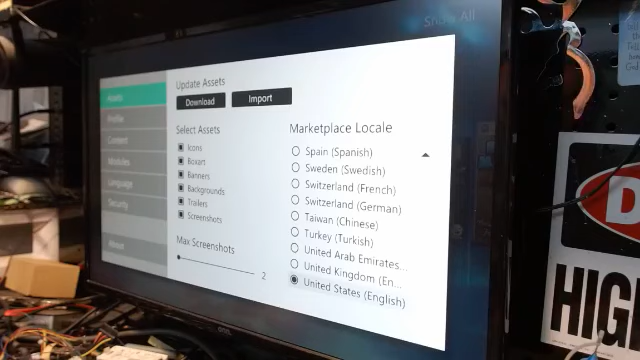 Show All
Assets
Profile
Content
Modules
Language
Security
About
Update Assets
Download
Import
Select Assets
Icons
Boxart
Banners
Backgrounds
Trailers
Screenshots
Max Screenshots
2
Marketplace Locale
Spain (Spanish)
Sweden (Swedish)
Switzerland (French)
Switzerland (German)
Taiwan (Chinese)
Turkey (Turkish)
United Arab Emirates...
United Kingdom (En...
United States (English)
HIGH